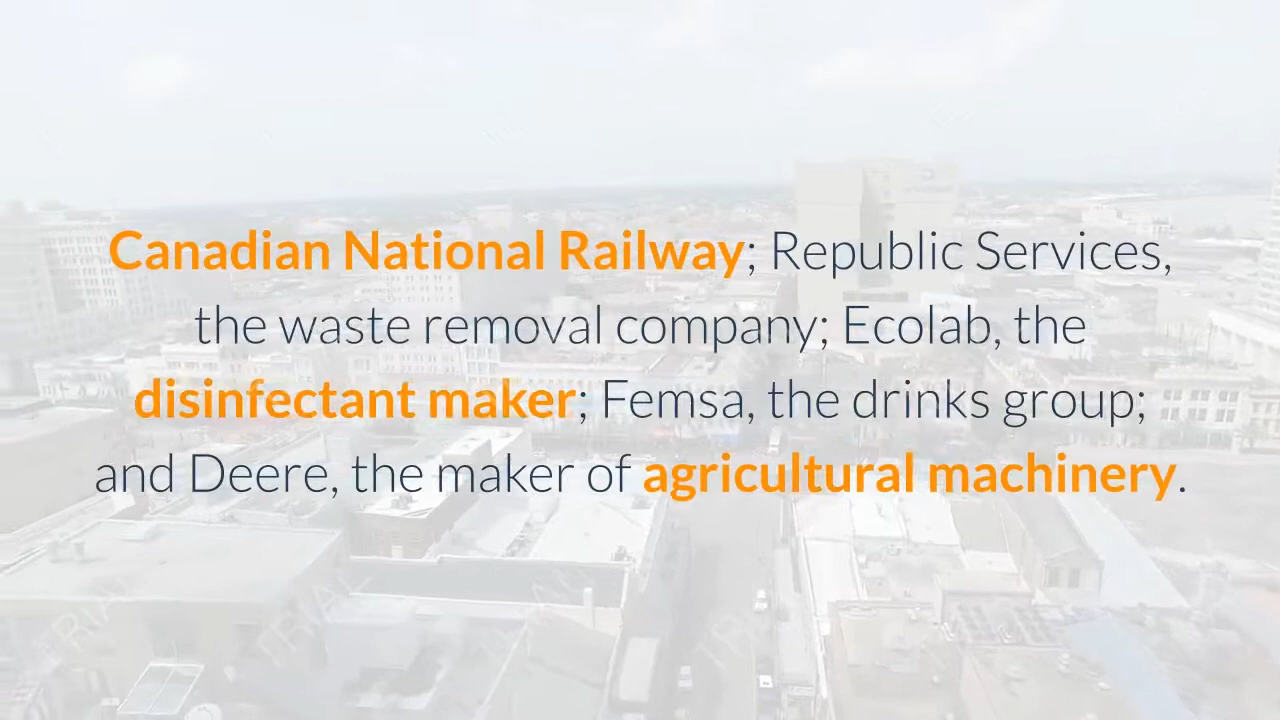 Canadian National Railway; Republic Services,
the waste removal company; Ecolab, the
disinfectant maker; Femsa, the drinks group;
and Deere, the maker of agricultural machinery.